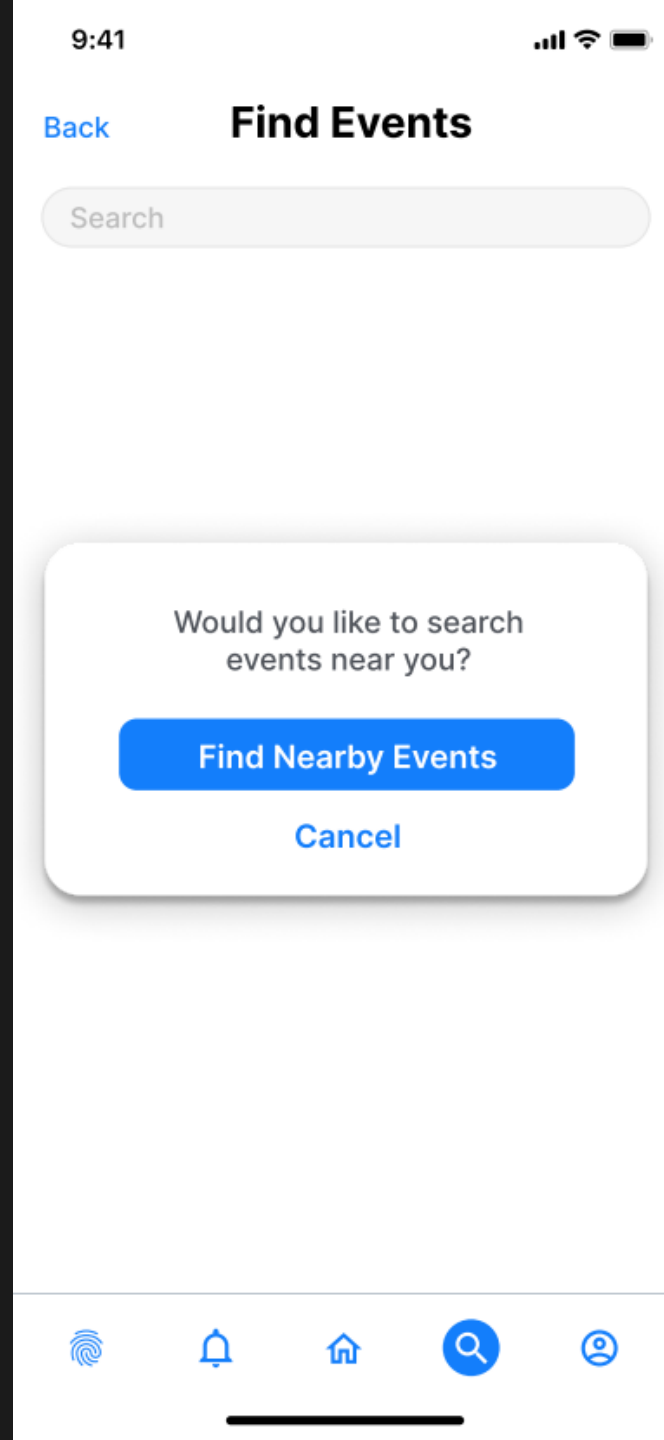 9:41
Back
Find Events
Search
Would you like to search
events near you?
Find Nearby Events
Cancel